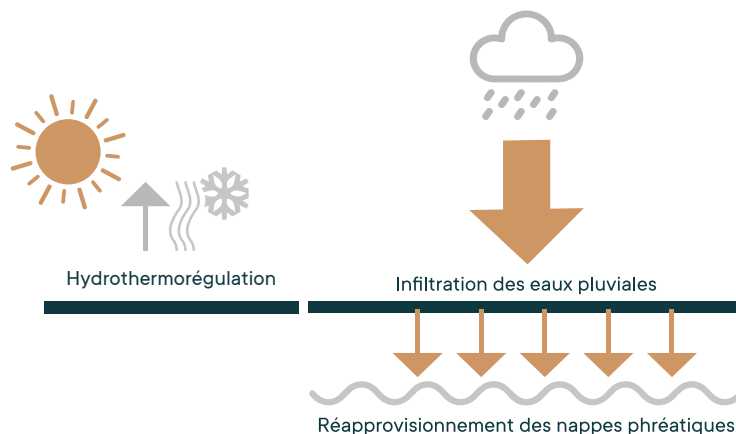 Hydrothermorégulation
Infiltration des eaux pluviales
Réapprovisionnement des nappes phréatiques